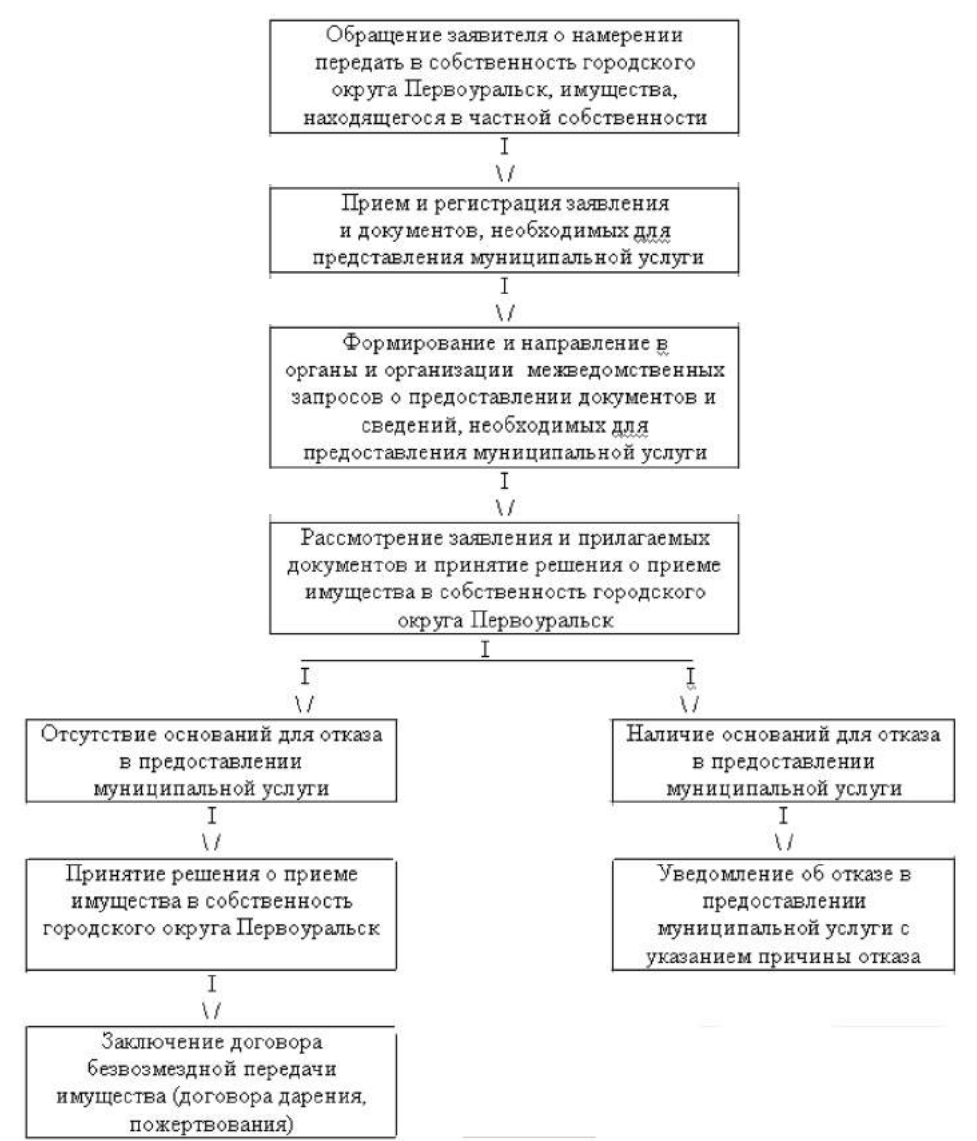 Обращение заявителя о намерении
передать в собственность городского
округа Первоуральск, имущества,
находящегося в частной собственности
I
\/
Прием и регистрация заявления
и документов, необходимых для
представления муниципальной услуги
I
\/
Формирование и направление в
органы и организации межведомственных
запросов о предоставлении документов и
сведений, необходимых для
предоставления муниципальной услуги
I
\/
Рассмотрение заявления и прилагаемых
документов и принятие решения о приеме
имущества в собственность городского
округа Первоуральск
I
I I
\/ \/
Отсутствие оснований для отказа
в предоставлении
муниципальной услуги
I
\/
Принятие решения о приеме
имущества в собственность
городского округа Первоуральск
I
\/
Заключение договора
безвозмездной передачи
имущества (договора дарения,
пожертвования)
Наличие оснований для отказа
в предоставлении
муниципальной услуги
I
\/
Уведомление об отказе в
предоставлении
муниципальной услуги с
указанием причины отказа